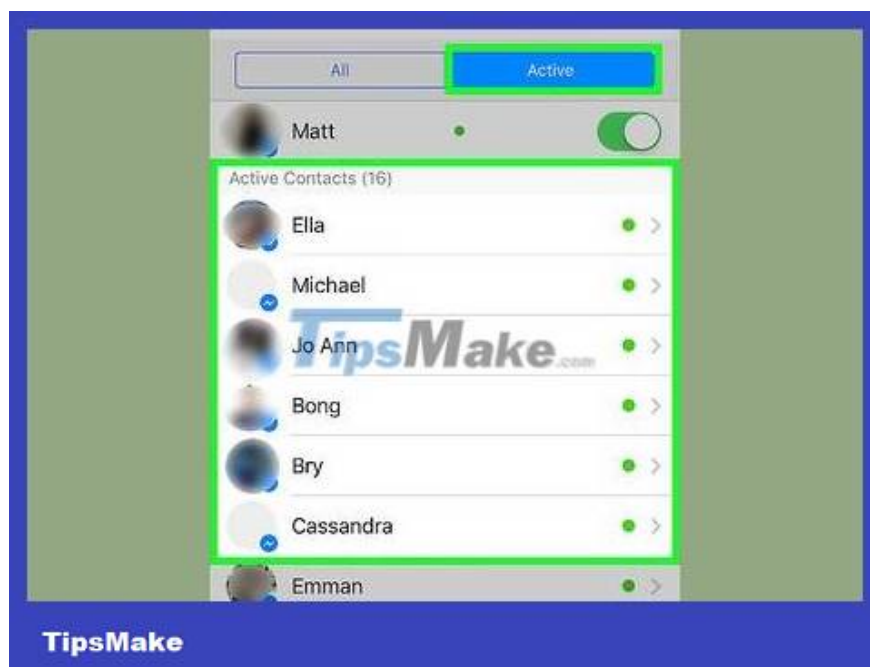 All Active
Matt
Active Contacts (16)
Ella
Michael
Jo Ann
TipsMake.com
Bong
Bry
Cassandra
Emman
TipsMake